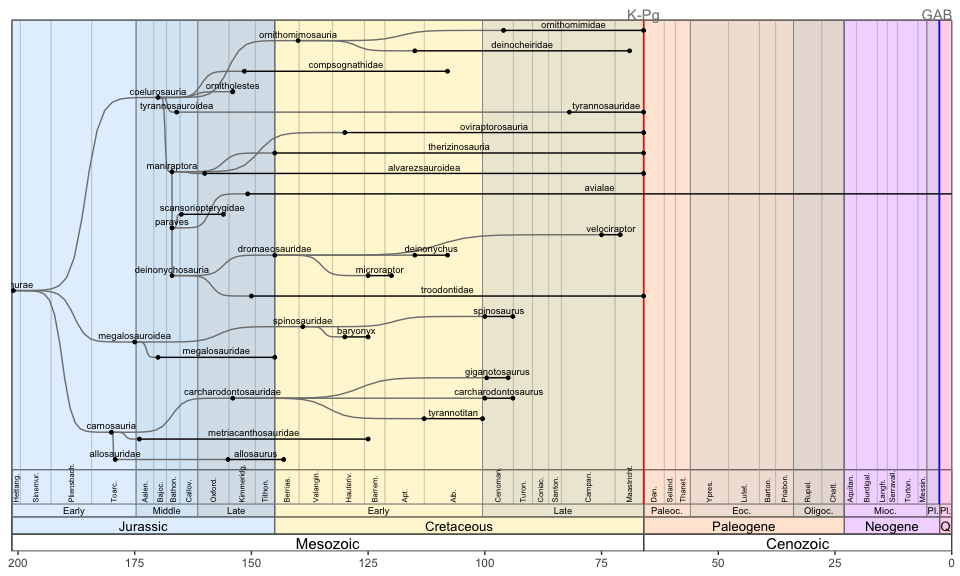 K-Pg GAB
ornithomimidae
ornithomimosauria
deinocheiridae
compsognathidae
ornitholestes
coelurosauria
tyrannosauroidea
tyrannosauridae
oviraptorosauria
therizinosauria
maniraptora
alvarezsauroidea
avialae
scansoriopterygidae
paraves
velociraptor
dromaeosauridae
deinonychus
deinonychosauria
microraptor
urae
troodontidae
spinosaurus
spinosauridae
baryonyx
megalosauroidea
megalosauridae
giganotosaurus
carcharodontosauridae
carcharodontosaurus
tyrannotitan
carnosauria
metriacanthosauridae
allosauridae
allosaurus
Hettang. Sinemur. Pliensbach. Toarc. Aalen. Bajoc. Bathon. Callov. Oxford. Kimmeridg. Tithon. Berrias. Valangin. Hauteriv. Barrem. Apt. Alb. Cenoman. Turon. Coniac. Santon. Campan. Maastricht. Dan. Seland. Thanet. Ypres. Lutet. Barton. Priabon. Rupel. Chatt. Aquitan. Burdigal. Langh. Serravall. Torton. Messin.
Early Middle Late Early Late Paleoc. Eoc. Oligoc. Mioc. Pl. Pl.
Jurassic Cretaceous Paleogene Neogene Q
Mesozoic Cenozoic
200 175 150 125 100 75 50 25 0